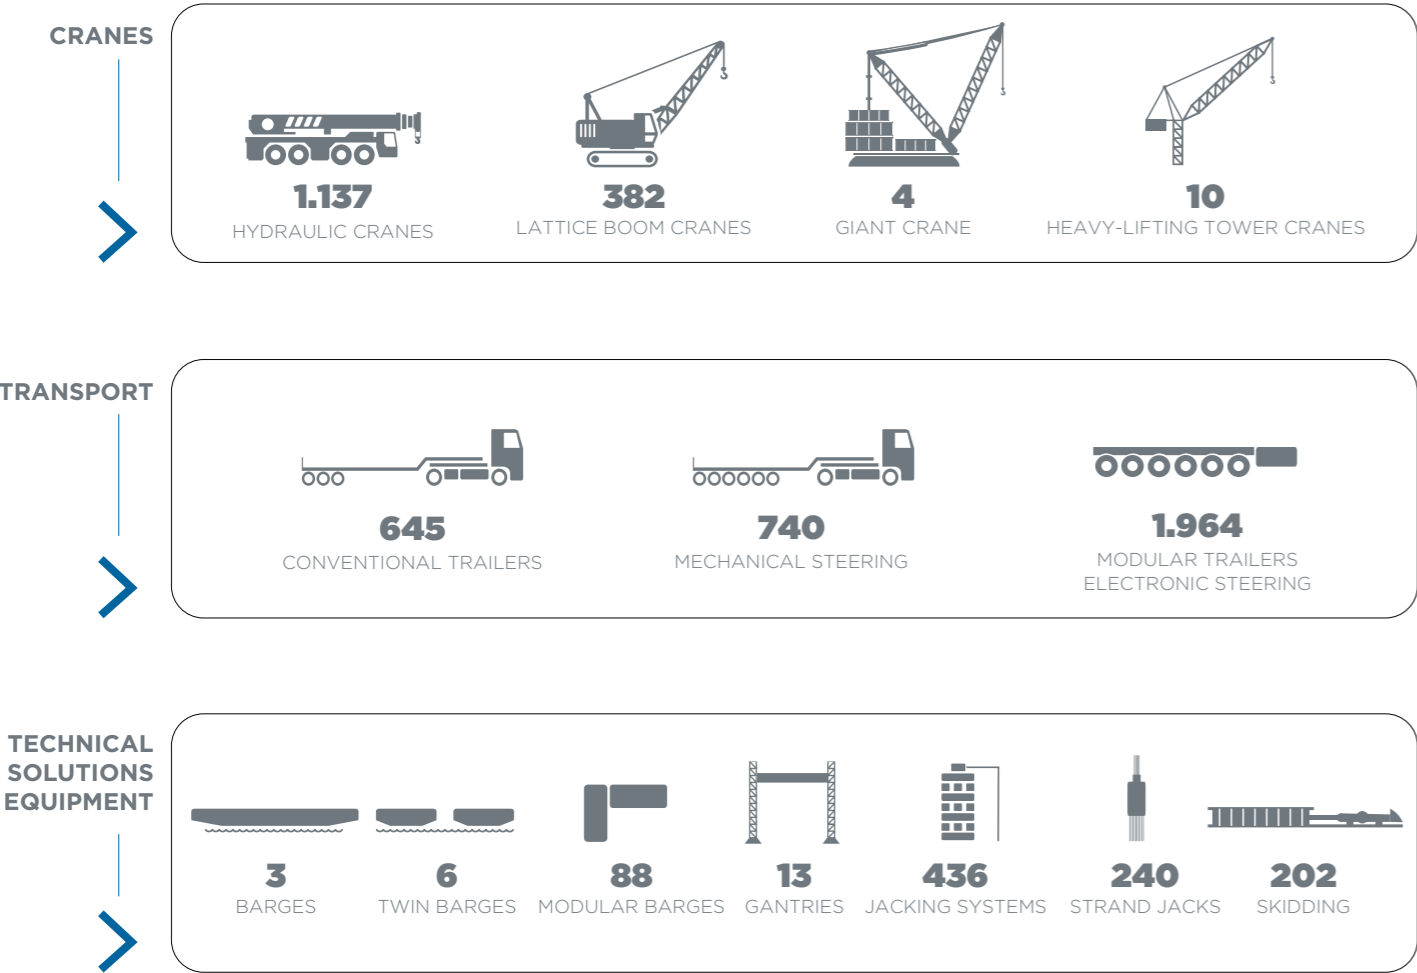 CRANES
1.137
HYDRAULIC CRANES
382
LATTICE BOOM CRANES
4
GIANT CRANE
10
HEAVY-LIFTING TOWER CRANES
TRANSPORT
645
CONVENTIONAL TRAILERS
740
MECHANICAL STEERING
1.964
MODULAR TRAILERS
ELECTRONIC STEERING
TECHNICAL
SOLUTIONS
EQUIPMENT
3
BARGES
6
TWIN BARGES
88
MODULAR BARGES
13
GANTRIES
436
JACKING SYSTEMS
240
STRAND JACKS
202
SKIDDING